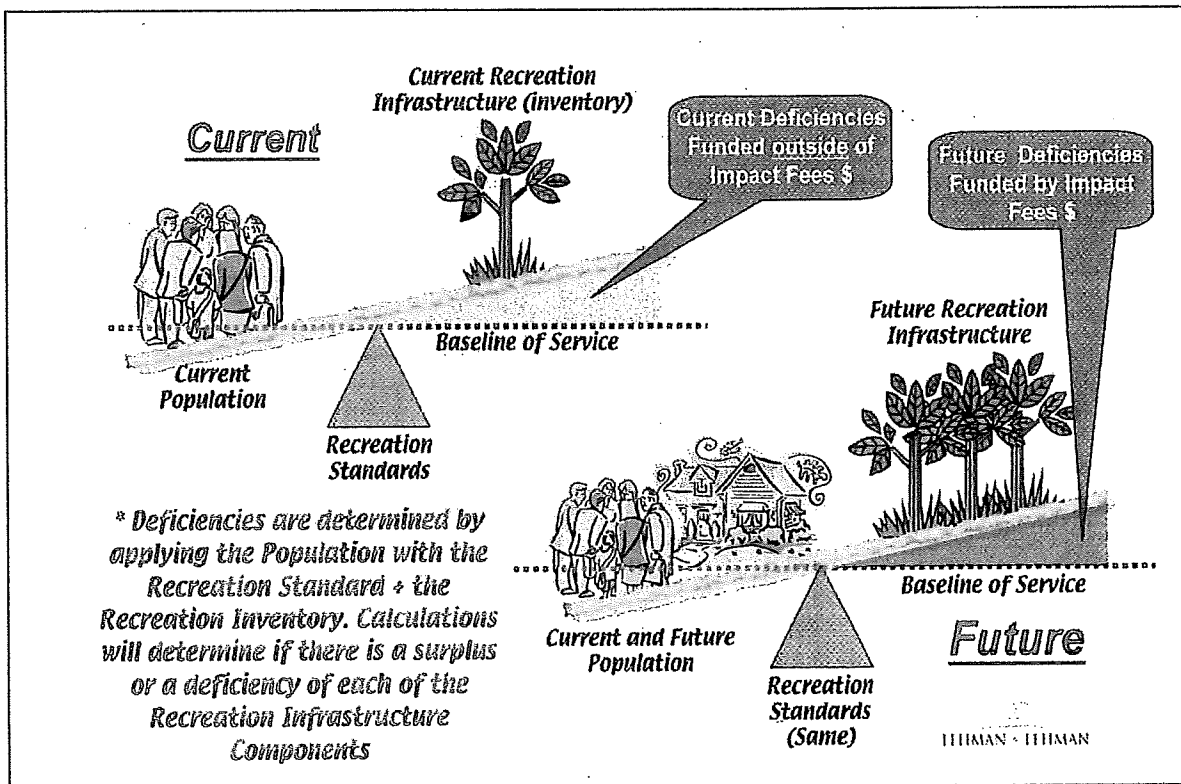 Current
Current Recreation
Infrastructure (inventory)
Current Deficiencies
Funded outside of
Impact Fees $
Future Deficiencies
Funded by Impact
Fees $
Baseline of Service
Current
Population
Recreation
Standards
Future Recreation
Infrastructure
* Deficiencies are determined by
applying the Population with the
Recreation Standard + the
Recreation Inventory. Calculations
will determine if there is a surplus
or a deficiency of each of the
Recreation Infrastructure
Components
Baseline of Service
Current and Future
Population
Future
Recreation
Standards
(Same)
LEHMAN & LEHMAN